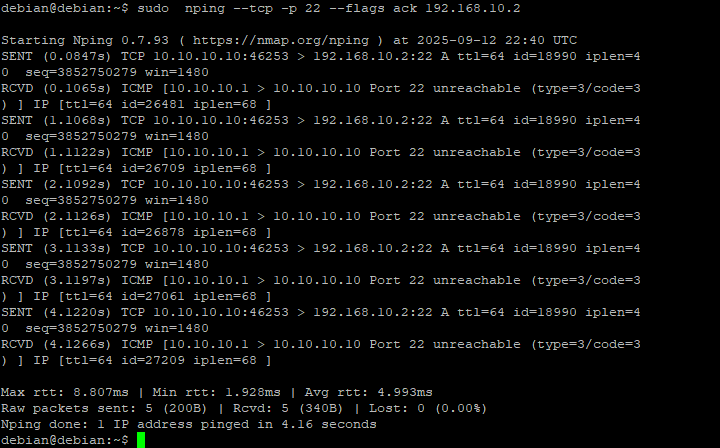 debian@debian:~$ sudo  nping --tcp -p 22 --flags ack 192.168.10.2

Starting Nping 0.7.93 ( https://nmap.org/nping ) at 2025-09-12 22:40 UTC
SENT (0.0847s) TCP 10.10.10.10:46253 > 192.168.10.2:22 A ttl=64 id=18990 iplen=4
0  seq=3852750279 win=1480
RCVD (0.1065s) ICMP [10.10.10.1 > 10.10.10.10 Port 22 unreachable (type=3/code=3
) ] IP [ttl=64 id=26481 iplen=68 ]
SENT (1.1068s) TCP 10.10.10.10:46253 > 192.168.10.2:22 A ttl=64 id=18990 iplen=4
0  seq=3852750279 win=1480
RCVD (1.1122s) ICMP [10.10.10.1 > 10.10.10.10 Port 22 unreachable (type=3/code=3
) ] IP [ttl=64 id=26709 iplen=68 ]
SENT (2.1092s) TCP 10.10.10.10:46253 > 192.168.10.2:22 A ttl=64 id=18990 iplen=4
0  seq=3852750279 win=1480
RCVD (2.1126s) ICMP [10.10.10.1 > 10.10.10.10 Port 22 unreachable (type=3/code=3
) ] IP [ttl=64 id=26878 iplen=68 ]
SENT (3.1133s) TCP 10.10.10.10:46253 > 192.168.10.2:22 A ttl=64 id=18990 iplen=4
0  seq=3852750279 win=1480
RCVD (3.1197s) ICMP [10.10.10.1 > 10.10.10.10 Port 22 unreachable (type=3/code=3
) ] IP [ttl=64 id=27061 iplen=68 ]
SENT (4.1220s) TCP 10.10.10.10:46253 > 192.168.10.2:22 A ttl=64 id=18990 iplen=4
0  seq=3852750279 win=1480
RCVD (4.1266s) ICMP [10.10.10.1 > 10.10.10.10 Port 22 unreachable (type=3/code=3
) ] IP [ttl=64 id=27209 iplen=68 ]

Max rtt: 8.807ms | Min rtt: 1.928ms | Avg rtt: 4.993ms
Raw packets sent: 5 (200B) | Rcvd: 5 (340B) | Lost: 0 (0.00%)
Nping done: 1 IP address pinged in 4.16 seconds
debian@debian:~$